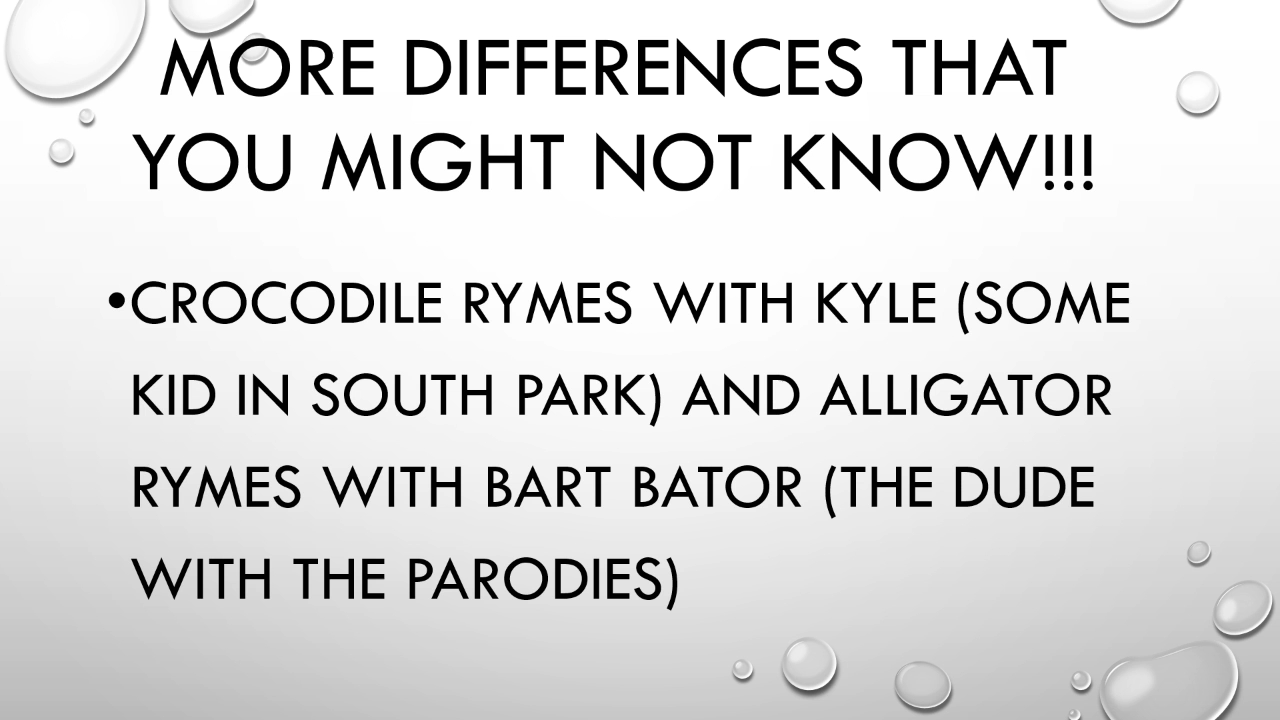 MORE DIFFERENCES THAT
YOU MIGHT NOT KNOW!!!
•CROCODILE RYMES WITH KYLE (SOME
KID IN SOUTH PARK) AND ALLIGATOR
RYMES WITH BART BATOR (THE DUDE
WITH THE PARODIES)